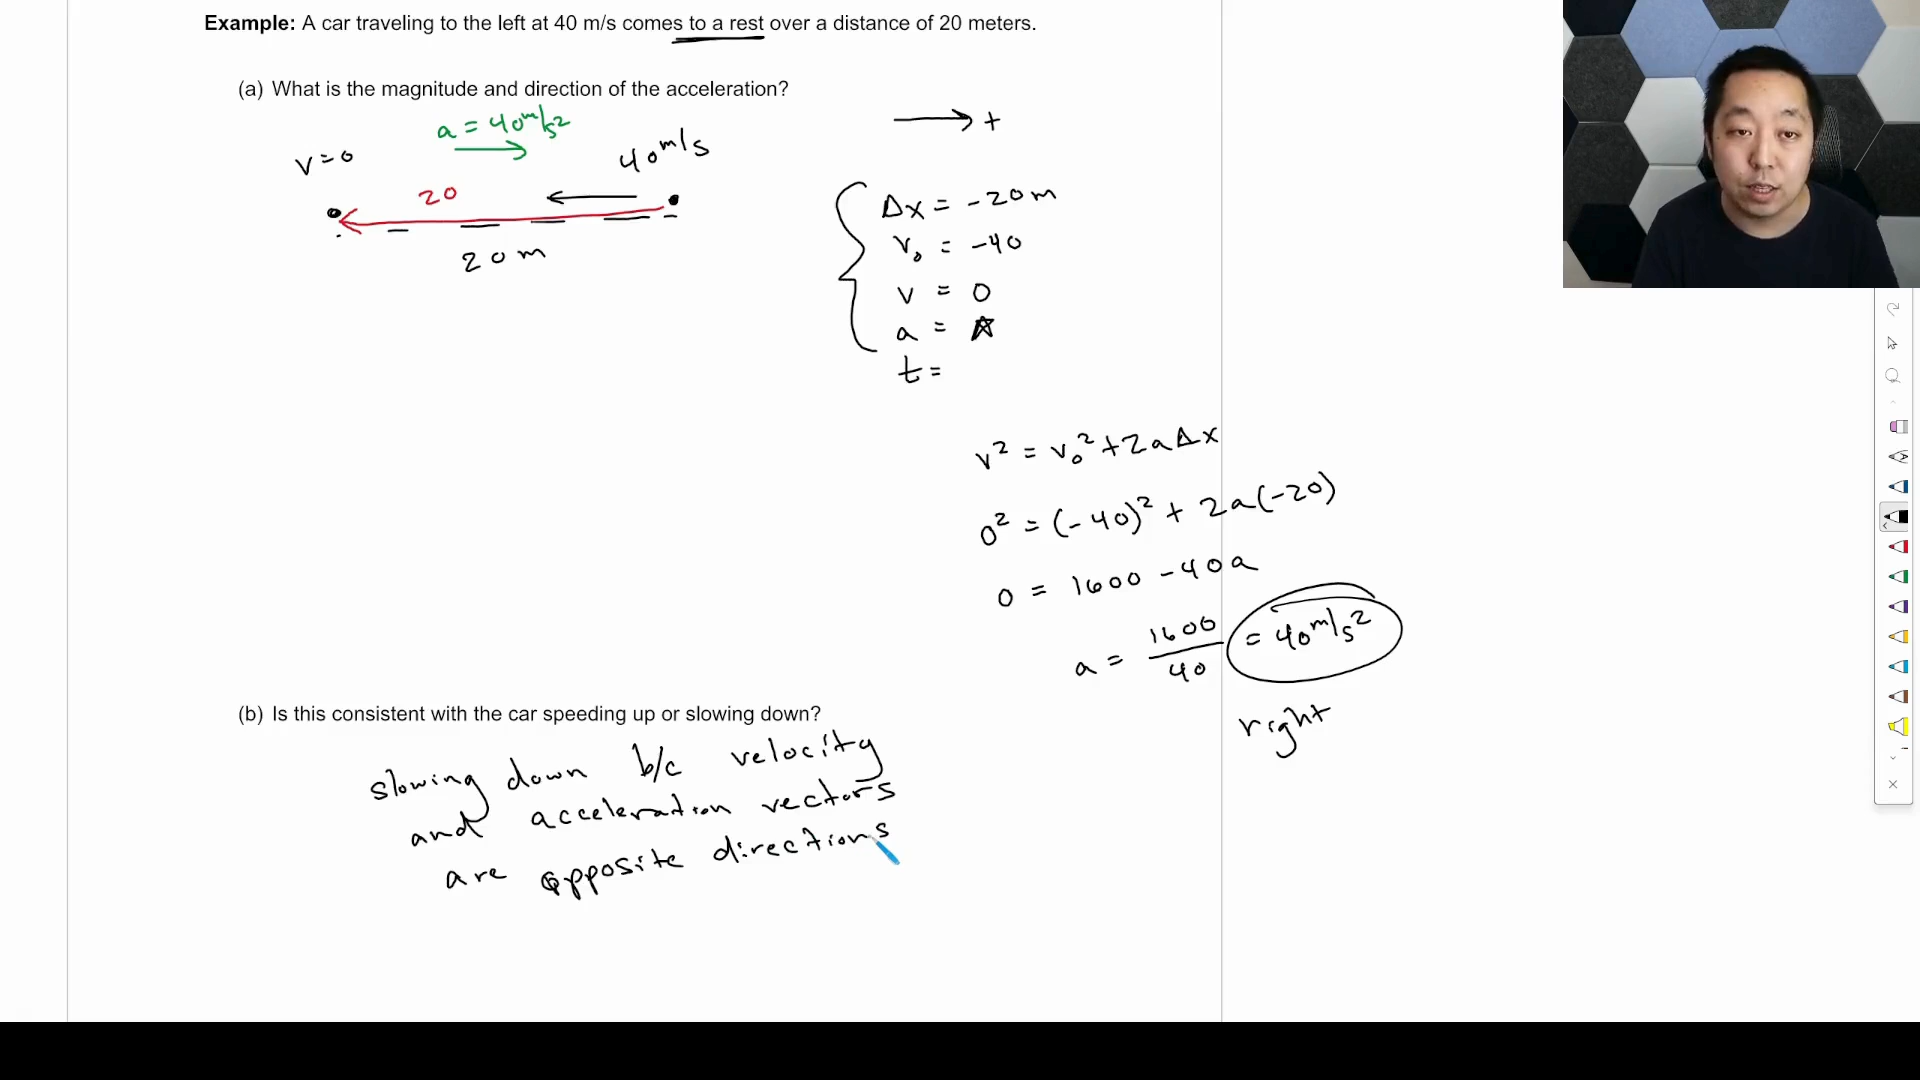 Example: A car traveling to the left at 40 m/s comes to a rest over a distance of 20 meters.
(a) What is the magnitude and direction of the acceleration?
a = 40 m/s²
v = 0
40 m/s
20
20 m
→ +
Δx = -20 m
v₀ = -40
v = 0
a = ☆
t =
v² = v₀² + 2aΔx
0² = (-40)² + 2a(-20)
0 = 1600 - 40a
a = 1600/40 = 40 m/s²
right
(b) Is this consistent with the car speeding up or slowing down?
slowing down b/c velocity
and acceleration vectors
are opposite directions